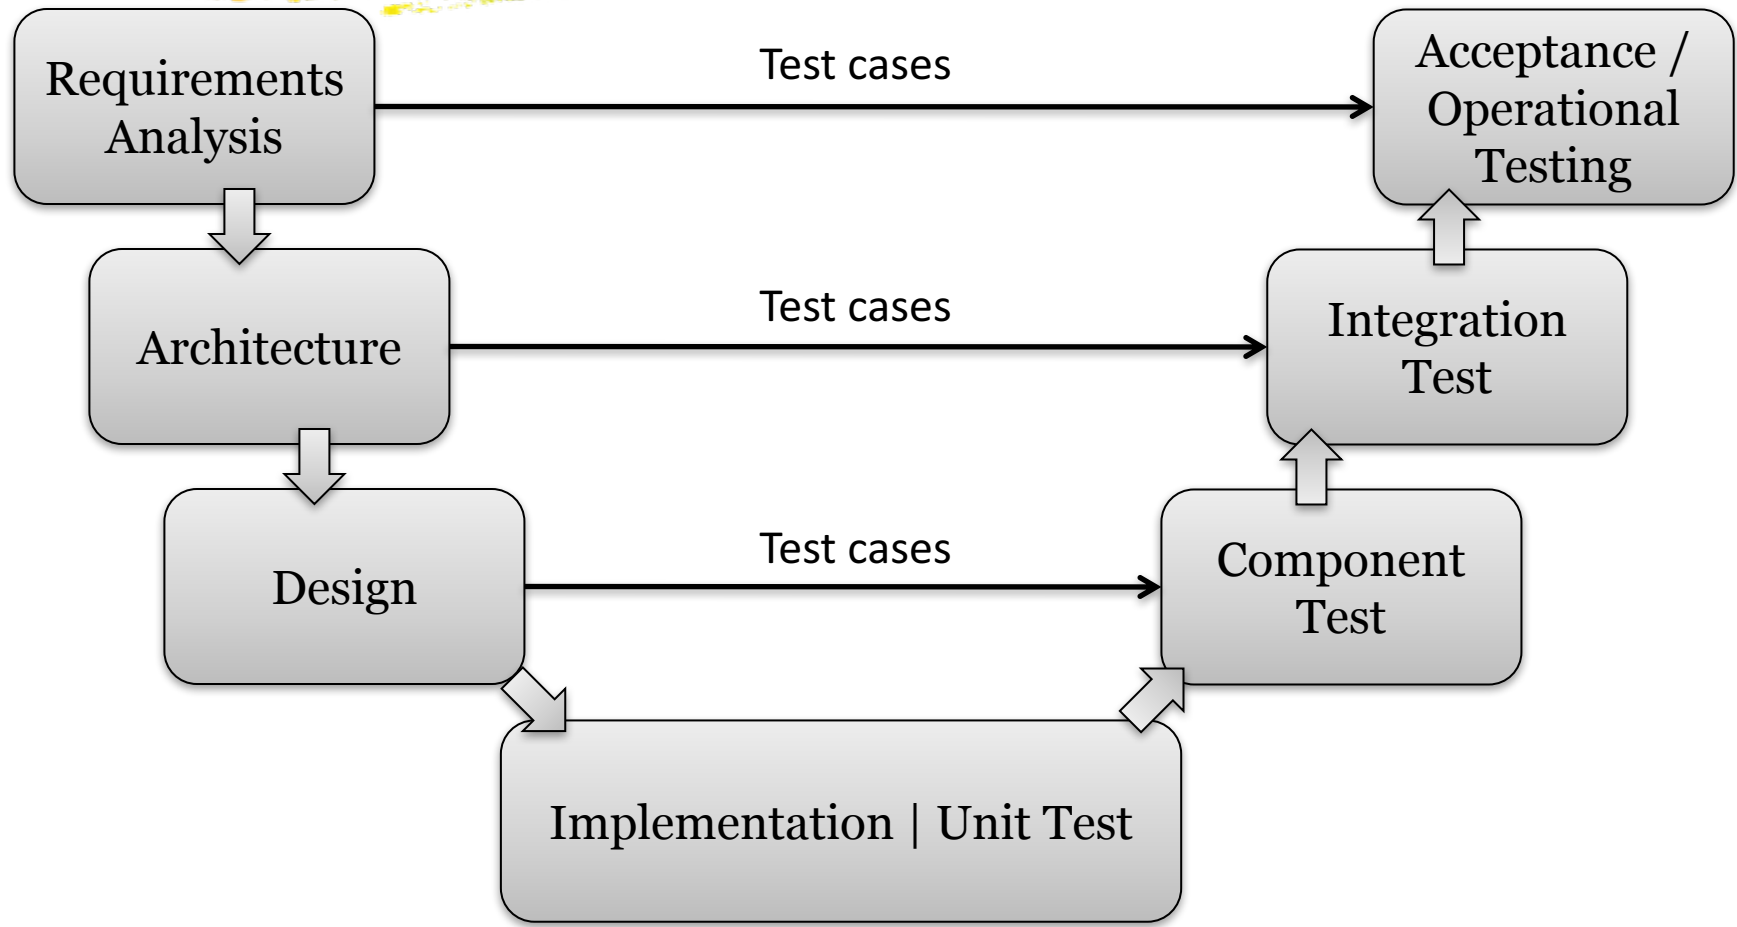 Requirements
Analysis
Test cases
Acceptance /
Operational
Testing
Architecture
Test cases
Integration
Test
Design
Test cases
Component
Test
Implementation | Unit Test